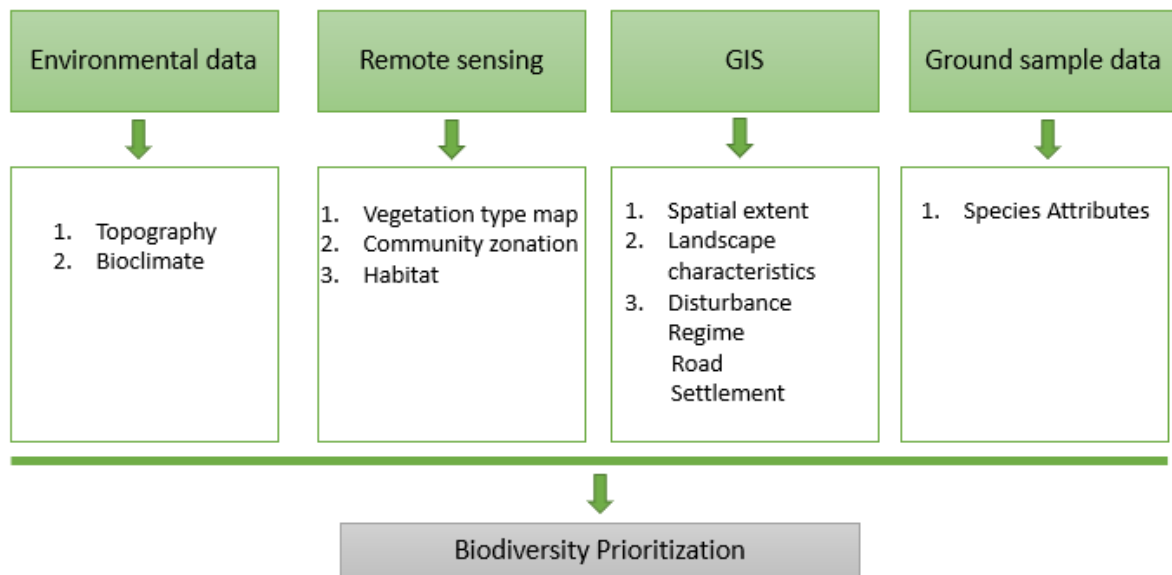 Environmental data
Remote sensing
GIS
Ground sample data
1. Topography
2. Bioclimate
1. Vegetation type map
2. Community zonation
3. Habitat
1. Spatial extent
2. Landscape
characteristics
3. Disturbance
Regime
Road
Settlement
1. Species Attributes
Biodiversity Prioritization